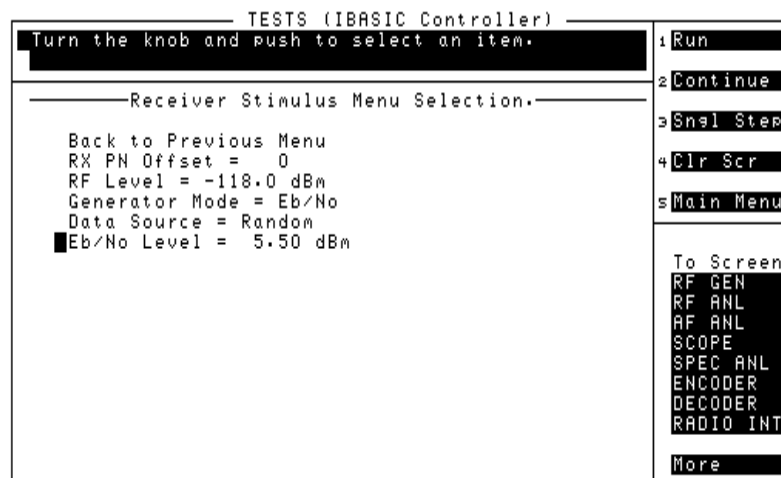 TESTS (IBASIC Controller)
Turn the knob and push to select an item.
Receiver Stimulus Menu Selection.
Back to Previous Menu
RX PN Offset = 0
RF Level = -118.0 dBm
Generator Mode = Eb/No
Data Source = Random
Eb/No Level = 5.50 dBm
1 Run
2 Continue
3 Sngl Step
4 Clr Scr
5 Main Menu
To Screen
RF GEN
RF ANL
AF ANL
SCOPE
SPEC ANL
ENCODER
DECODER
RADIO INT
More